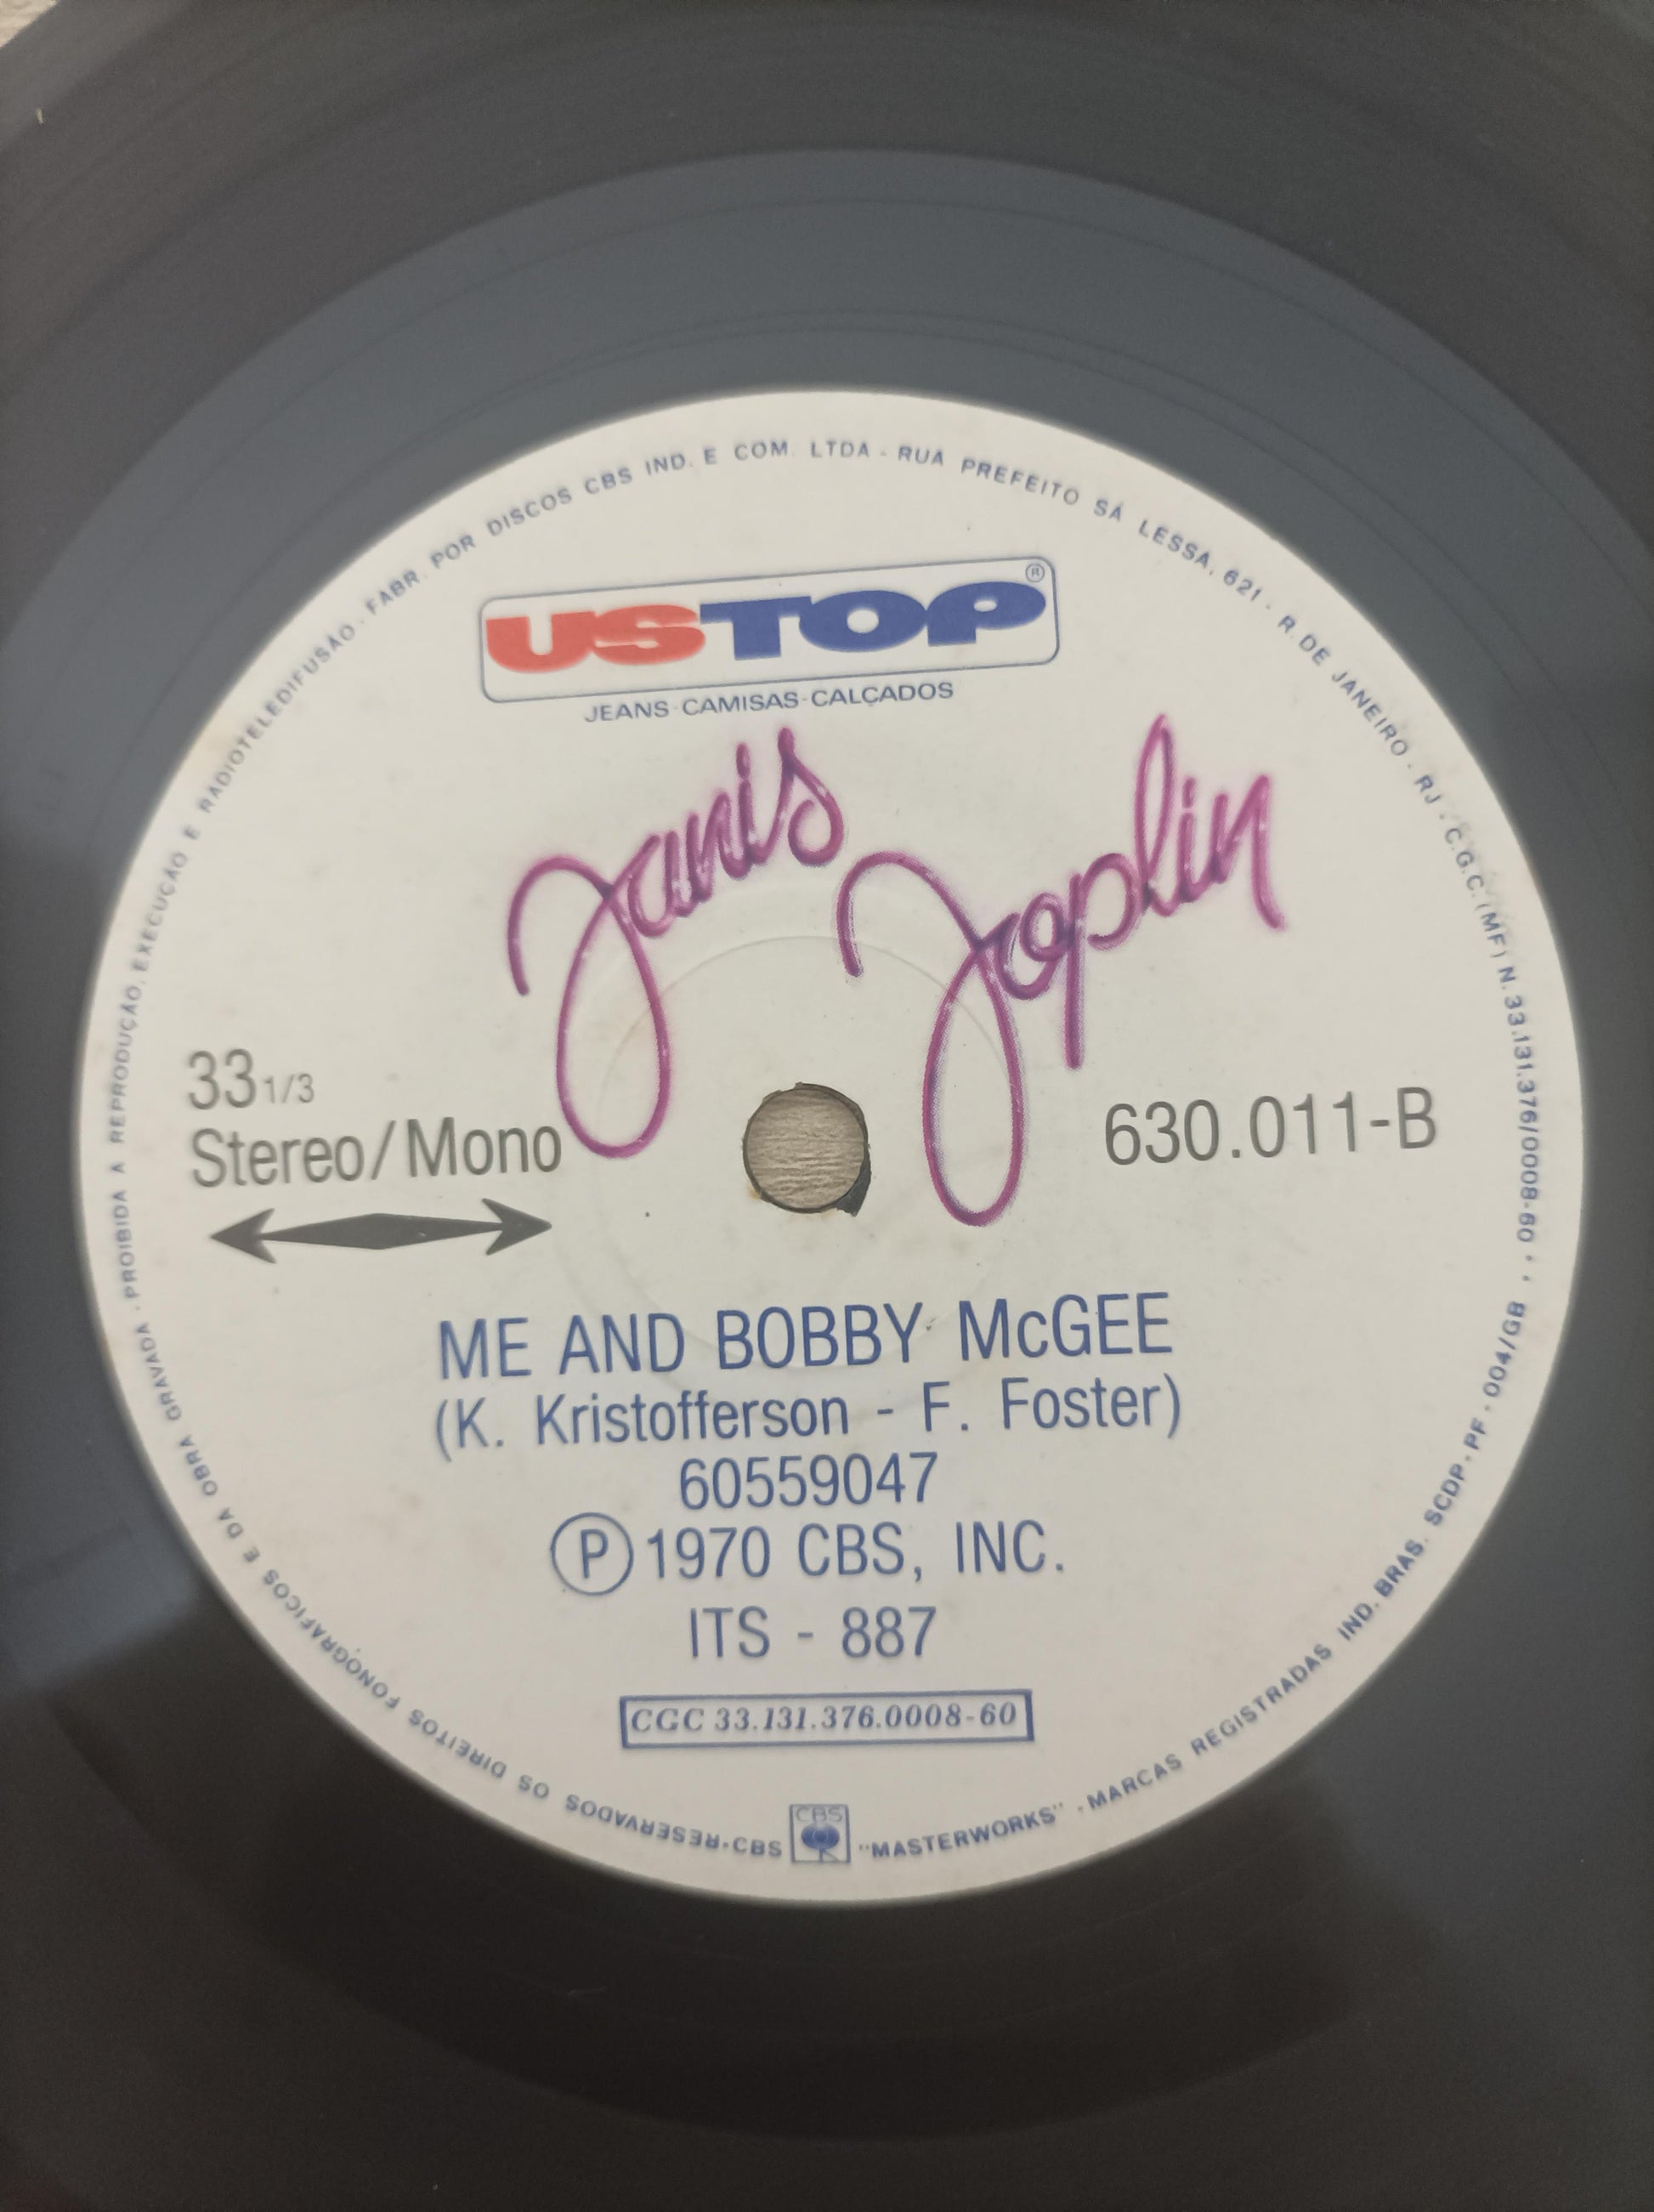 USTOP®
JEANS-CAMISAS-CALÇADOS
Janis Joplin
33 1/3
Stereo/Mono
630.011-B
ME AND BOBBY McGEE
(K. Kristofferson - F. Foster)
60559047
Ⓟ 1970 CBS, INC.
ITS - 887
CGC 33.131.376.0008-60
CBS
RESERVADOS OS DIREITOS FONOGRAFICOS E DA OBRA GRAVADA . PROIBIDA A REPRODUÇÃO, EXECUÇÃO E RADIOTELEDIFUSÃO . FABR. POR DISCOS CBS IND. E COM. LTDA - RUA PREFEITO SÁ LESSA, 621 - R. DE JANEIRO - RJ . C.G.C. (MF) N. 33.131.376/0008-60 . . SCDP. PF . 004/GB
CBS "MASTERWORKS" . MARCAS REGISTRADAS IND. BRAS.